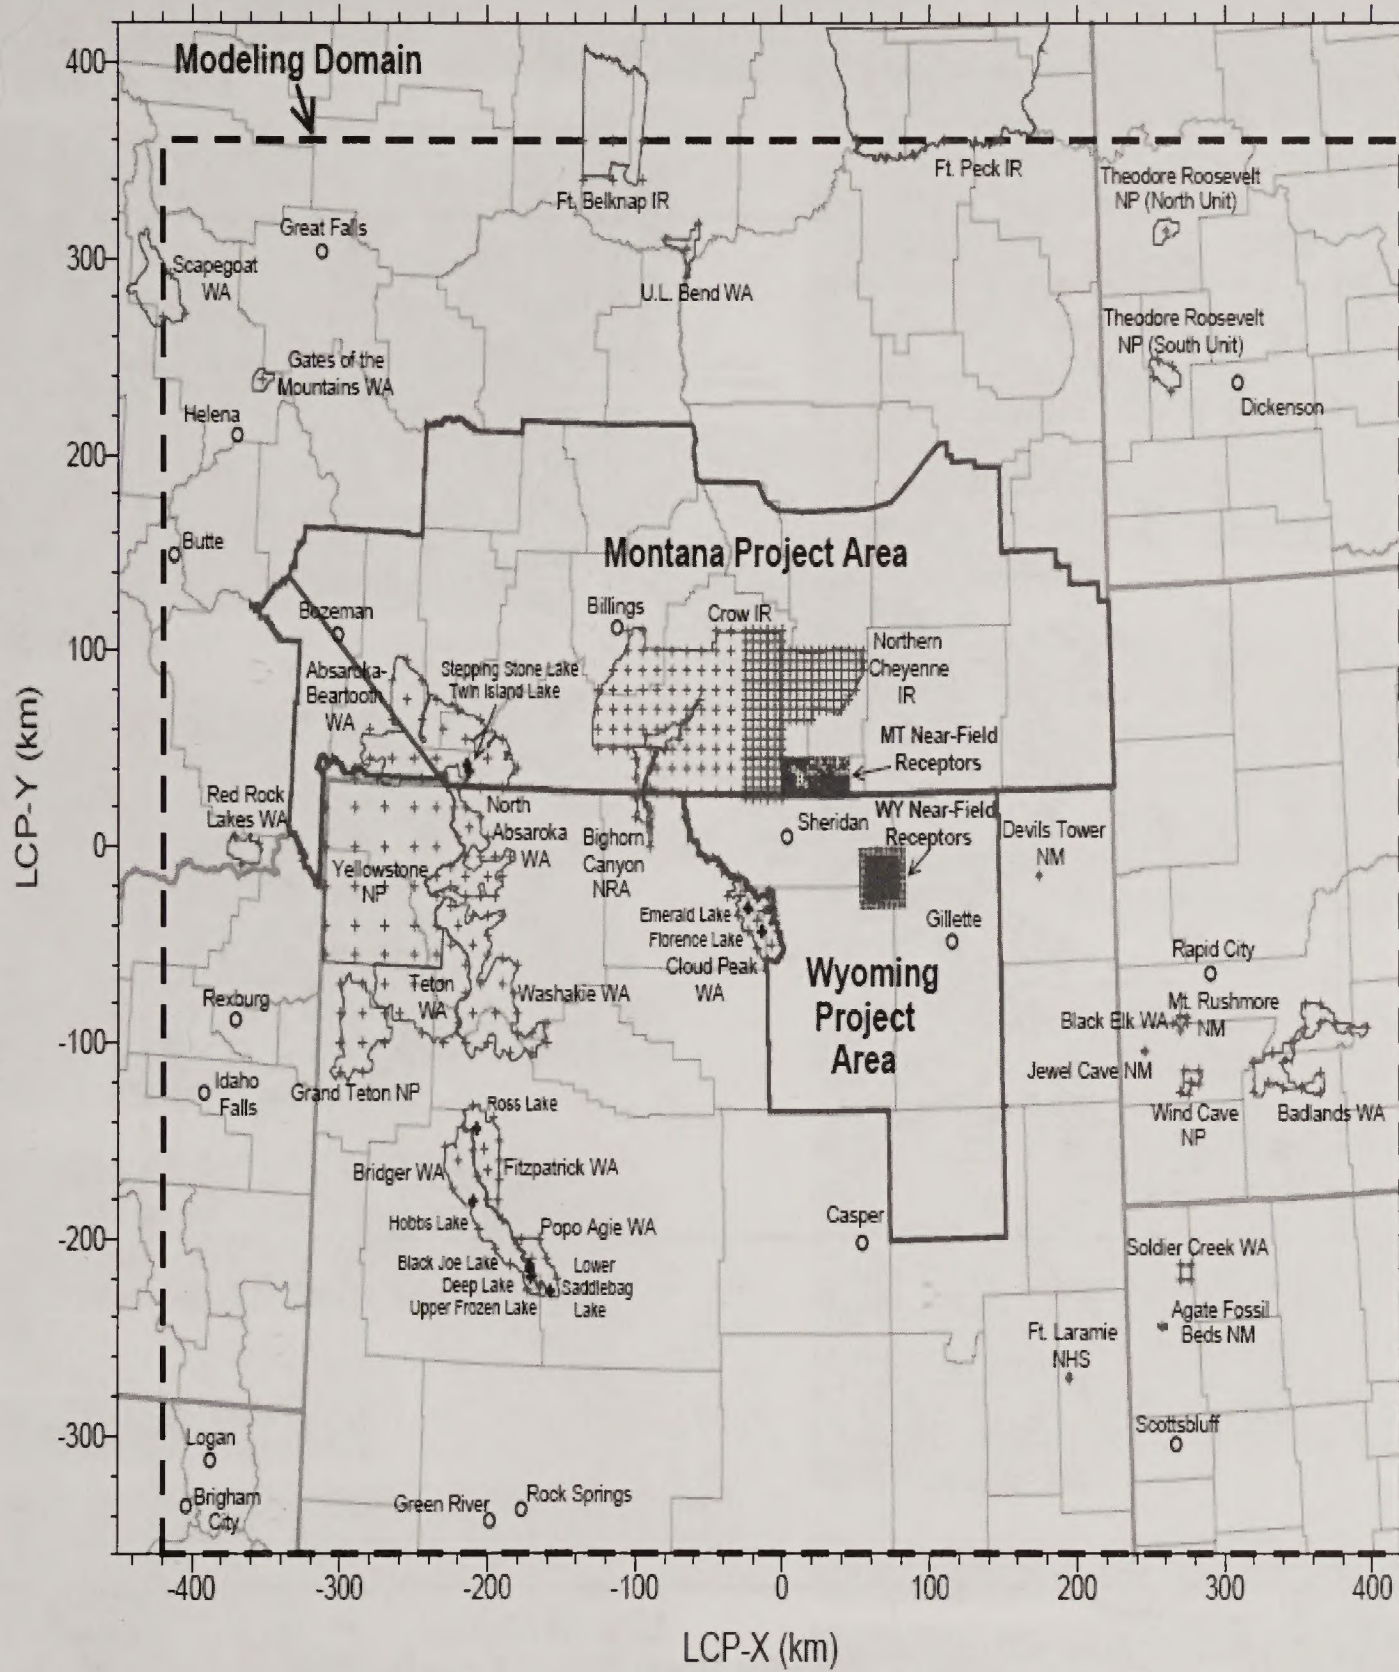 Modeling Domain
400
300
200
100
0
-100
-200
-300
LCP-Y (km)
Ft. Belknap IR
Ft. Peck IR
Theodore Roosevelt
NP (North Unit)
Great Falls
Scapegoat
WA
U.L. Bend WA
Theodore Roosevelt
NP (South Unit)
Gates of the
Mountains WA
Helena
Dickenson
Butte
Montana Project Area
Bozeman
Billings
Crow IR
Northern
Cheyenne
IR
Absaroka-
Beartooth
WA
Stepping Stone Lake
Twin Island Lake
MT Near-Field
Receptors
Red Rock
Lakes WA
North
Absaroka
WA
Bighorn
Canyon
NRA
Sheridan
WY Near-Field
Receptors
Devils Tower
NM
Yellowstone
NP
Emerald Lake
Florence Lake
Cloud Peak
WA
Gillette
Wyoming
Project
Area
Rapid City
Teton
WA
Washakie WA
Rexburg
Mt. Rushmore
NM
Black Elk WA
Jewel Cave NM
Idaho
Falls
Grand Teton NP
Wind Cave
NP
Badlands WA
Ross Lake
Bridger WA
Fitzpatrick WA
Hobbs Lake
Popo Agie WA
Black Joe Lake
Deep Lake
Upper Frozen Lake
Lower
Saddlebag
Lake
Casper
Soldier Creek WA
Agate Fossil
Beds NM
Ft. Laramie
NHS
Scottsbluff
Logan
Brigham
City
Green River
Rock Springs
-400
-300
-200
-100
0
100
200
300
400
LCP-X (km)